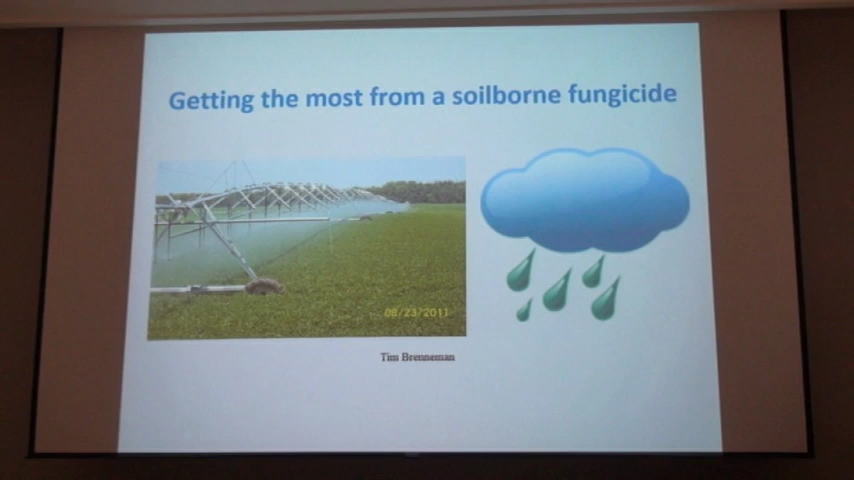 Getting the most from a soilborne fungicide
08/23/2011
Tim Brenneman